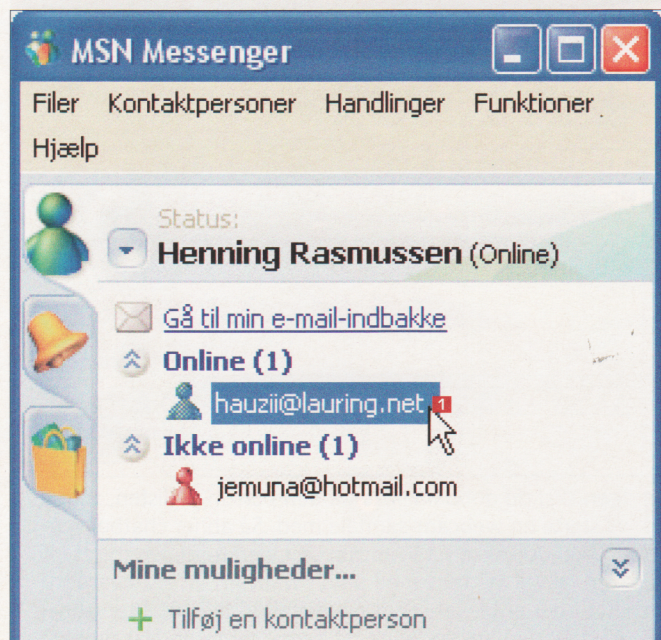 MSN Messenger
Filer Kontaktpersoner Handlinger Funktioner
Hjælp
Status:
Henning Rasmussen (Online)
Gå til min e-mail-indbakke
Online (1)
hauzii@lauring.net 1
Ikke online (1)
jemuna@hotmail.com
Mine muligheder...
Tilføj en kontaktperson